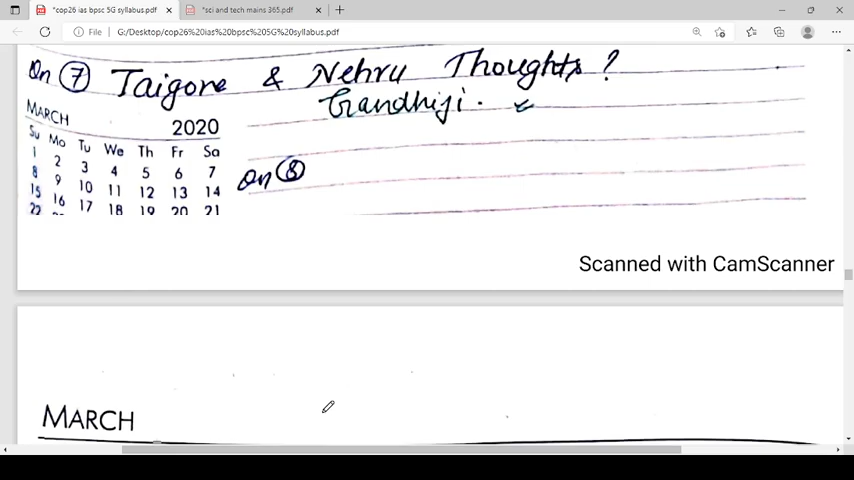 *cop26 ias bpsc 5G syllabus.pdf
*sci and tech mains 365.pdf
File | G:/Desktop/cop26%20ias%20bpsc%205G%20syllabus.pdf
Qn 7 Taigore & Nehru Thoughts ?
Gandhiji.
MARCH
2020
Su Mo Tu We Th Fr Sa
1 2 3 4 5 6 7
8 9 10 11 12 13 14
15 16 17 18 19 20 21
22
Qn 8
Scanned with CamScanner
MARCH